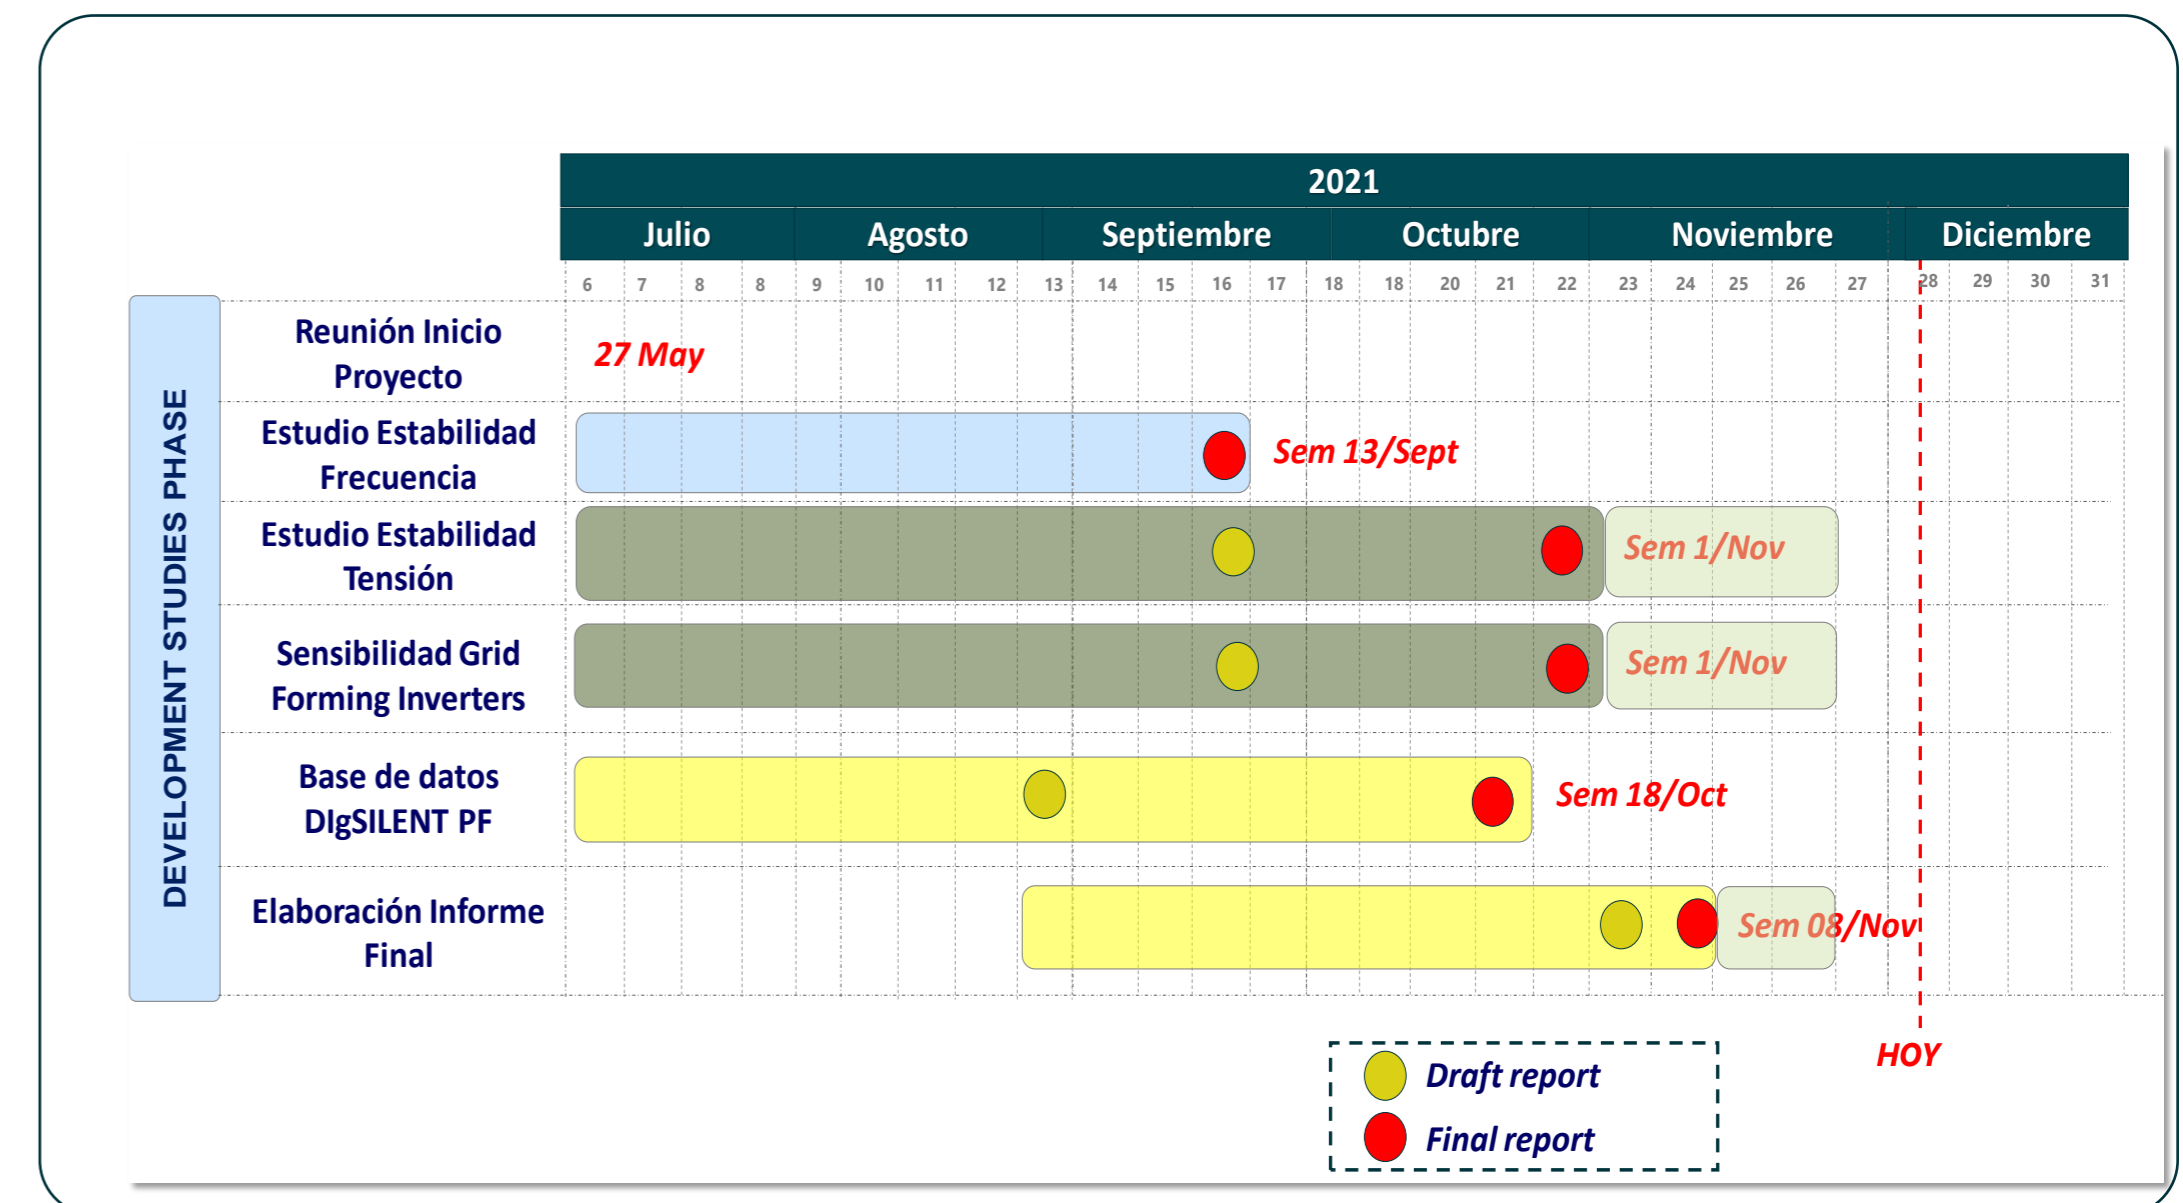 2021
Julio Agosto Septiembre Octubre Noviembre Diciembre
6 7 8 8 9 10 11 12 13 14 15 16 17 18 18 20 21 22 23 24 25 26 27 28 29 30 31
DEVELOPMENT STUDIES PHASE
Reunión Inicio
Proyecto
27 May
Estudio Estabilidad
Frecuencia
Sem 13/Sept
Estudio Estabilidad
Tensión
Sem 1/Nov
Sensibilidad Grid
Forming Inverters
Sem 1/Nov
Base de datos
DIgSILENT PF
Sem 18/Oct
Elaboración Informe
Final
Sem 08/Nov
HOY
Draft report
Final report